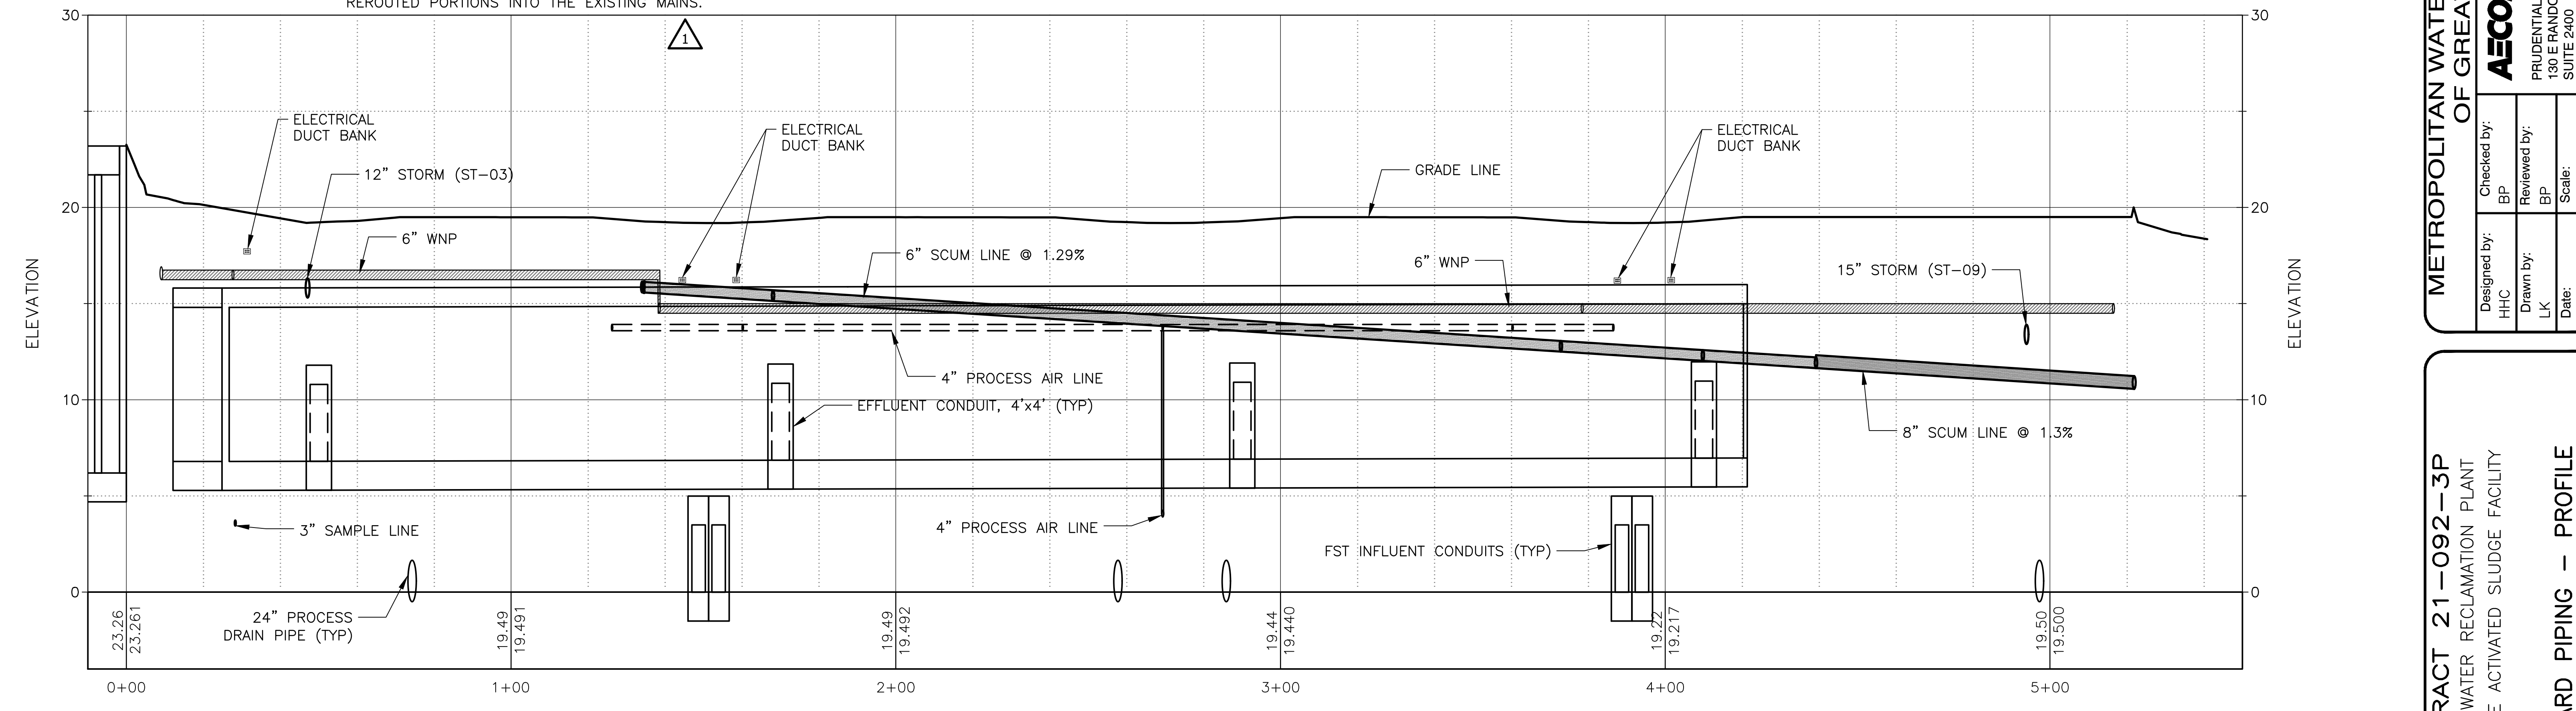 REROUTED PORTIONS INTO THE EXISTING MAINS.
30
30
1
ELECTRICAL
DUCT BANK
ELECTRICAL
DUCT BANK
ELECTRICAL
DUCT BANK
12" STORM (ST-03)
GRADE LINE
20
20
6" WNP
6" SCUM LINE @ 1.29%
6" WNP
15" STORM (ST-09)
ELEVATION
ELEVATION
4" PROCESS AIR LINE
EFFLUENT CONDUIT, 4'x4' (TYP)
10
10
8" SCUM LINE @ 1.3%
3" SAMPLE LINE
4" PROCESS AIR LINE
FST INFLUENT CONDUITS (TYP)
0
0
24" PROCESS
DRAIN PIPE (TYP)
23.26
23.261
19.49
19.491
19.49
19.492
19.44
19.440
19.22
19.217
19.50
19.500
0+00
1+00
2+00
3+00
4+00
5+00
METROPOLITAN WATE
OF GREAT
AECO
PRUDENTIAL
130 E RANDO
SUITE 2400
Designed by:
HHC
Checked by:
BP
Drawn by:
LK
Reviewed by:
BP
Date:
Scale:
RACT 21-092-3P
WATER RECLAMATION PLANT
E ACTIVATED SLUDGE FACILITY
ARD PIPING - PROFILE